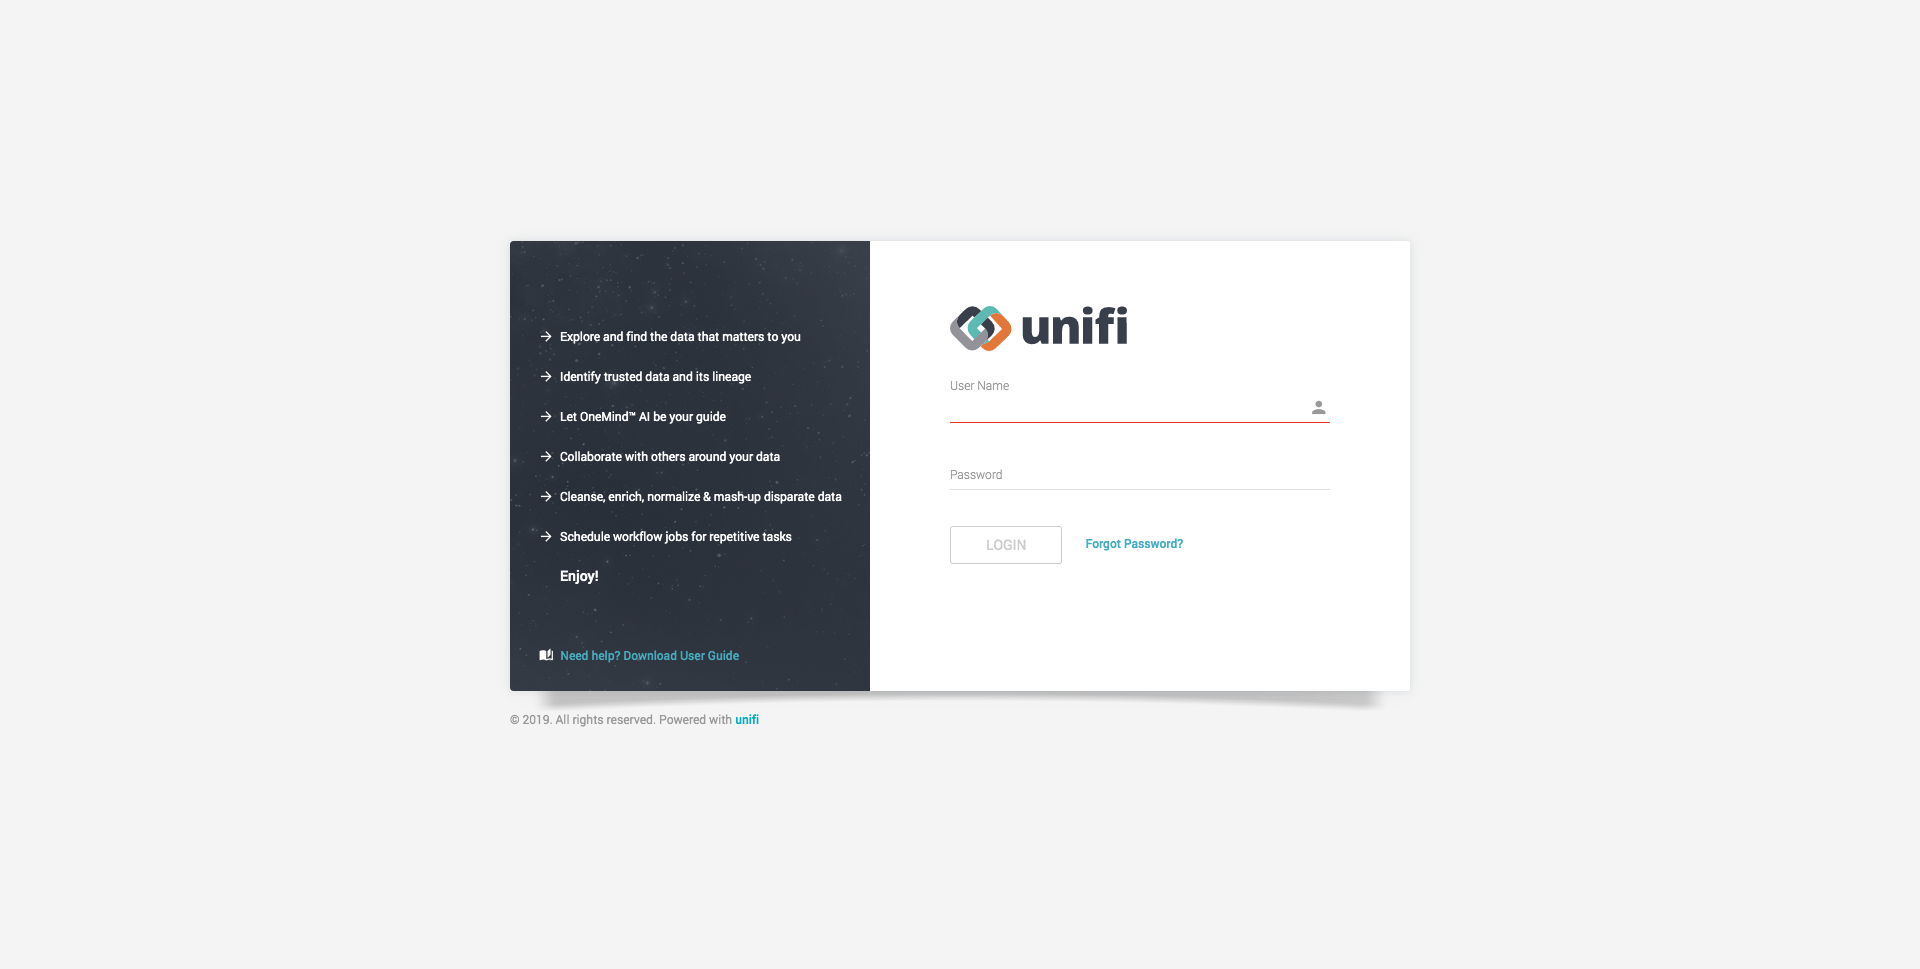 Explore and find the data that matters to you
Identify trusted data and its lineage
Let OneMind™ AI be your guide
Collaborate with others around your data
Cleanse, enrich, normalize & mash-up disparate data
Schedule workflow jobs for repetitive tasks
Enjoy!
Need help? Download User Guide
unifi
User Name
Password
LOGIN
Forgot Password?
© 2019. All rights reserved. Powered with unifi